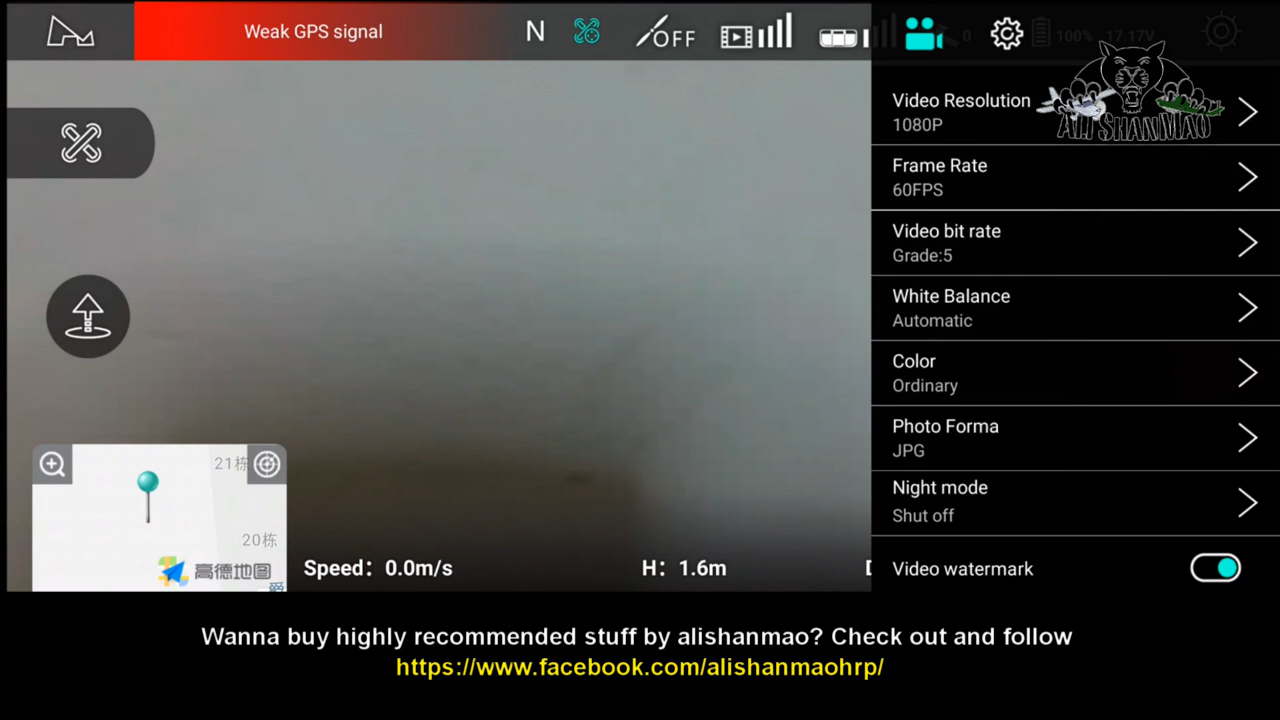 Weak GPS signal
N
OFF
0
100%
17.17V
ALISHANMAO
Video Resolution
1080P
Frame Rate
60FPS
Video bit rate
Grade:5
White Balance
Automatic
Color
Ordinary
Photo Forma
JPG
Night mode
Shut off
Video watermark
21栋
20栋
高德地图
Speed: 0.0m/s
H: 1.6m
Wanna buy highly recommended stuff by alishanmao? Check out and follow
https://www.facebook.com/alishanmaohrp/